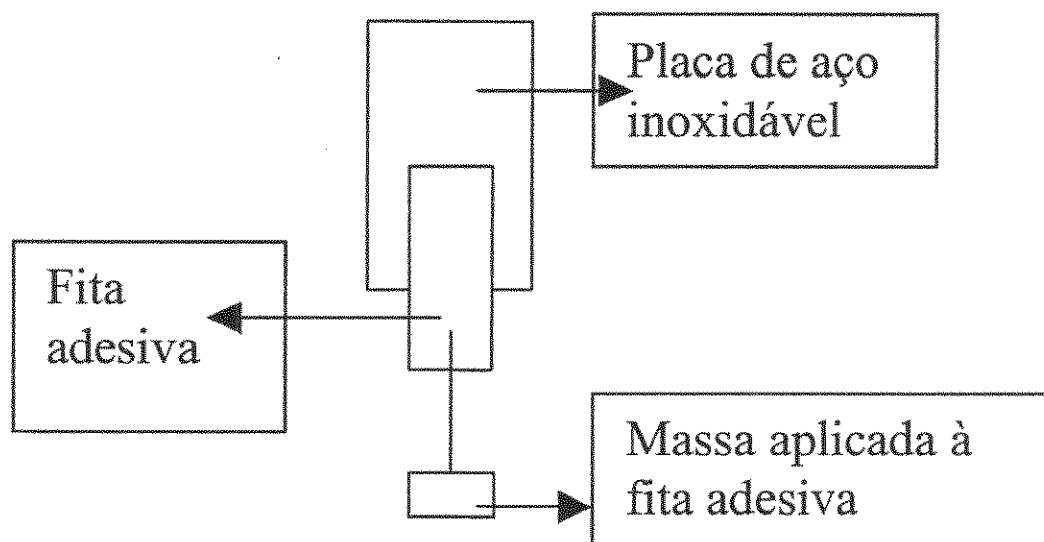 Placa de aço
inoxidável
Fita
adesiva
Massa aplicada à
fita adesiva